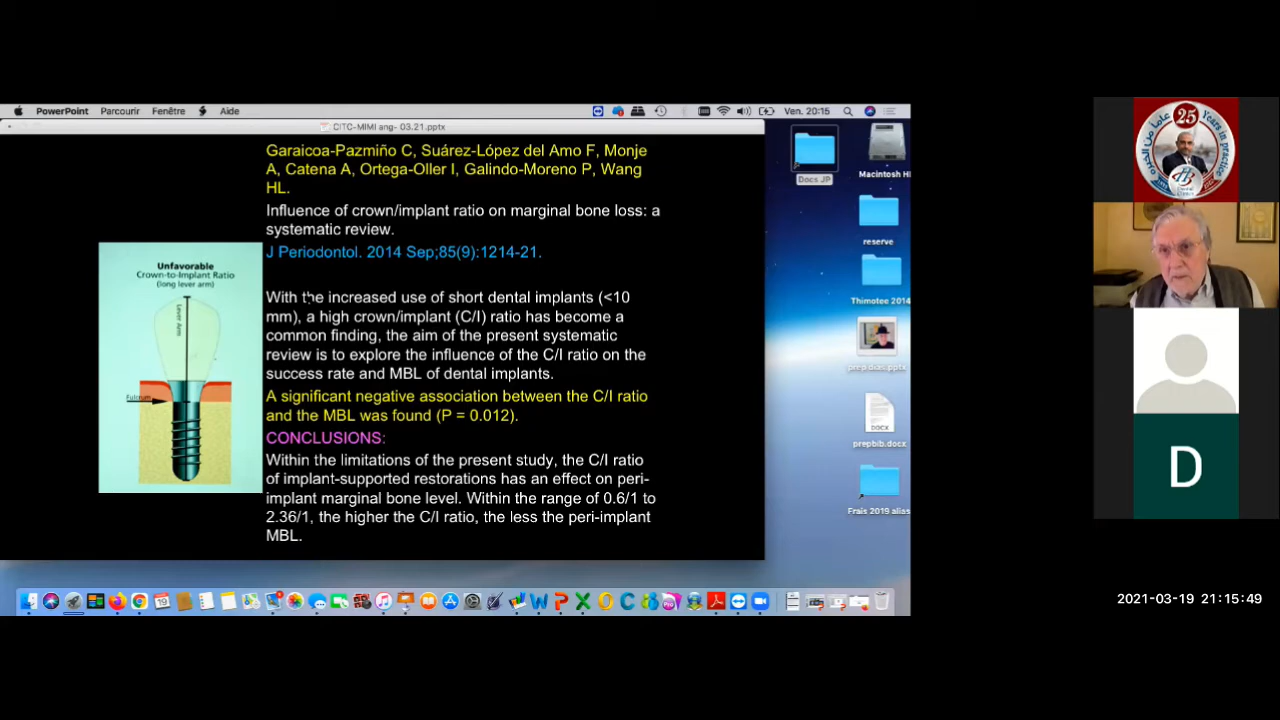 PowerPoint Parcourir Fenêtre Aide
Ven. 20:15
CITC-MIMI ang- 03.21.pptx
Garaicoa-Pazmiño C, Suárez-López del Amo F, Monje
A, Catena A, Ortega-Oller I, Galindo-Moreno P, Wang
HL.
Influence of crown/implant ratio on marginal bone loss: a
systematic review.
J Periodontol. 2014 Sep;85(9):1214-21.
With the increased use of short dental implants (<10
mm), a high crown/implant (C/I) ratio has become a
common finding, the aim of the present systematic
review is to explore the influence of the C/I ratio on the
success rate and MBL of dental implants.
A significant negative association between the C/I ratio
and the MBL was found (P = 0.012).
CONCLUSIONS:
Within the limitations of the present study, the C/I ratio
of implant-supported restorations has an effect on peri-
implant marginal bone level. Within the range of 0.6/1 to
2.36/1, the higher the C/I ratio, the less the peri-implant
MBL.
Unfavorable
Crown-to-Implant Ratio
(long lever arm)
Lever Arm
Fulcrum
Docs JP
Macintosh HD
reserve
Thimotee 2014
DOCX
prepbib.docx
Frais 2019 alias
25
Years in practice
عاما من الخبرة
D
2021-03-19 21:15:49